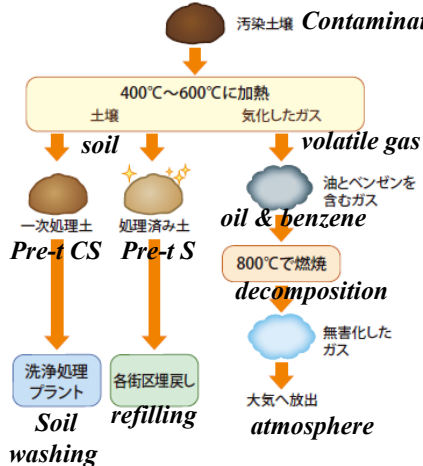 汚染土壌 Contaminat
400℃～600℃に加熱
土壌 気化したガス
soil volatile gas
油とベンゼンを
含むガス
oil & benzene
一次処理土 処理済み土
Pre-t CS Pre-t S
800℃で燃焼
decomposition
無害化した
ガス
洗浄処理
プラント
各街区埋戻し
大気へ放出
Soil
washing
refilling
atmosphere